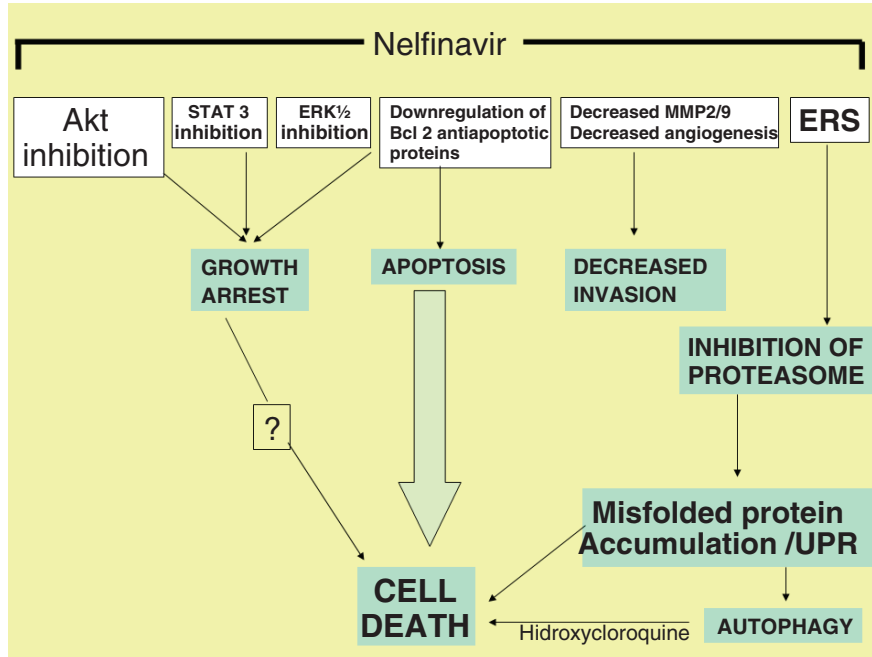 Nelfinavir
Akt
inhibition
STAT 3
inhibition
ERK½
inhibition
Downregulation of
Bcl 2 antiapoptotic
proteins
Decreased MMP2/9
Decreased angiogenesis
ERS
GROWTH
ARREST
APOPTOSIS
DECREASED
INVASION
INHIBITION OF
PROTEASOME
?
Misfolded protein
Accumulation /UPR
CELL
DEATH
Hidroxycloroquine
AUTOPHAGY